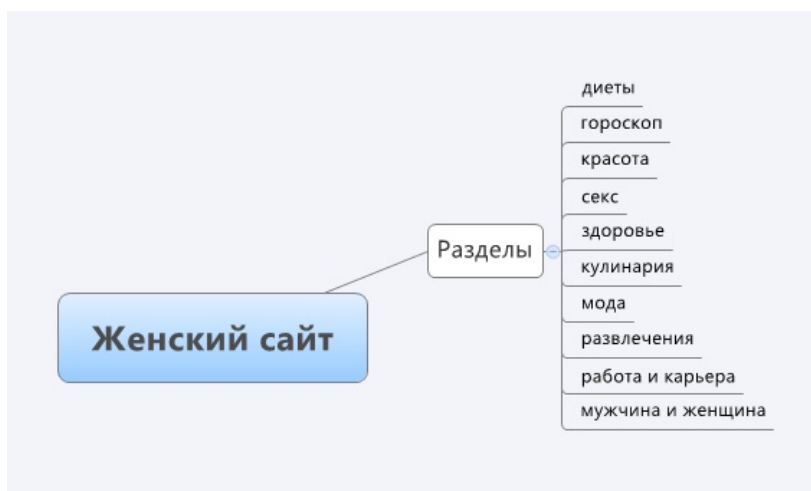 диеты
гороскоп
красота
секс
здоровье
кулинария
мода
развлечения
работа и карьера
мужчина и женщина
Разделы
Женский сайт